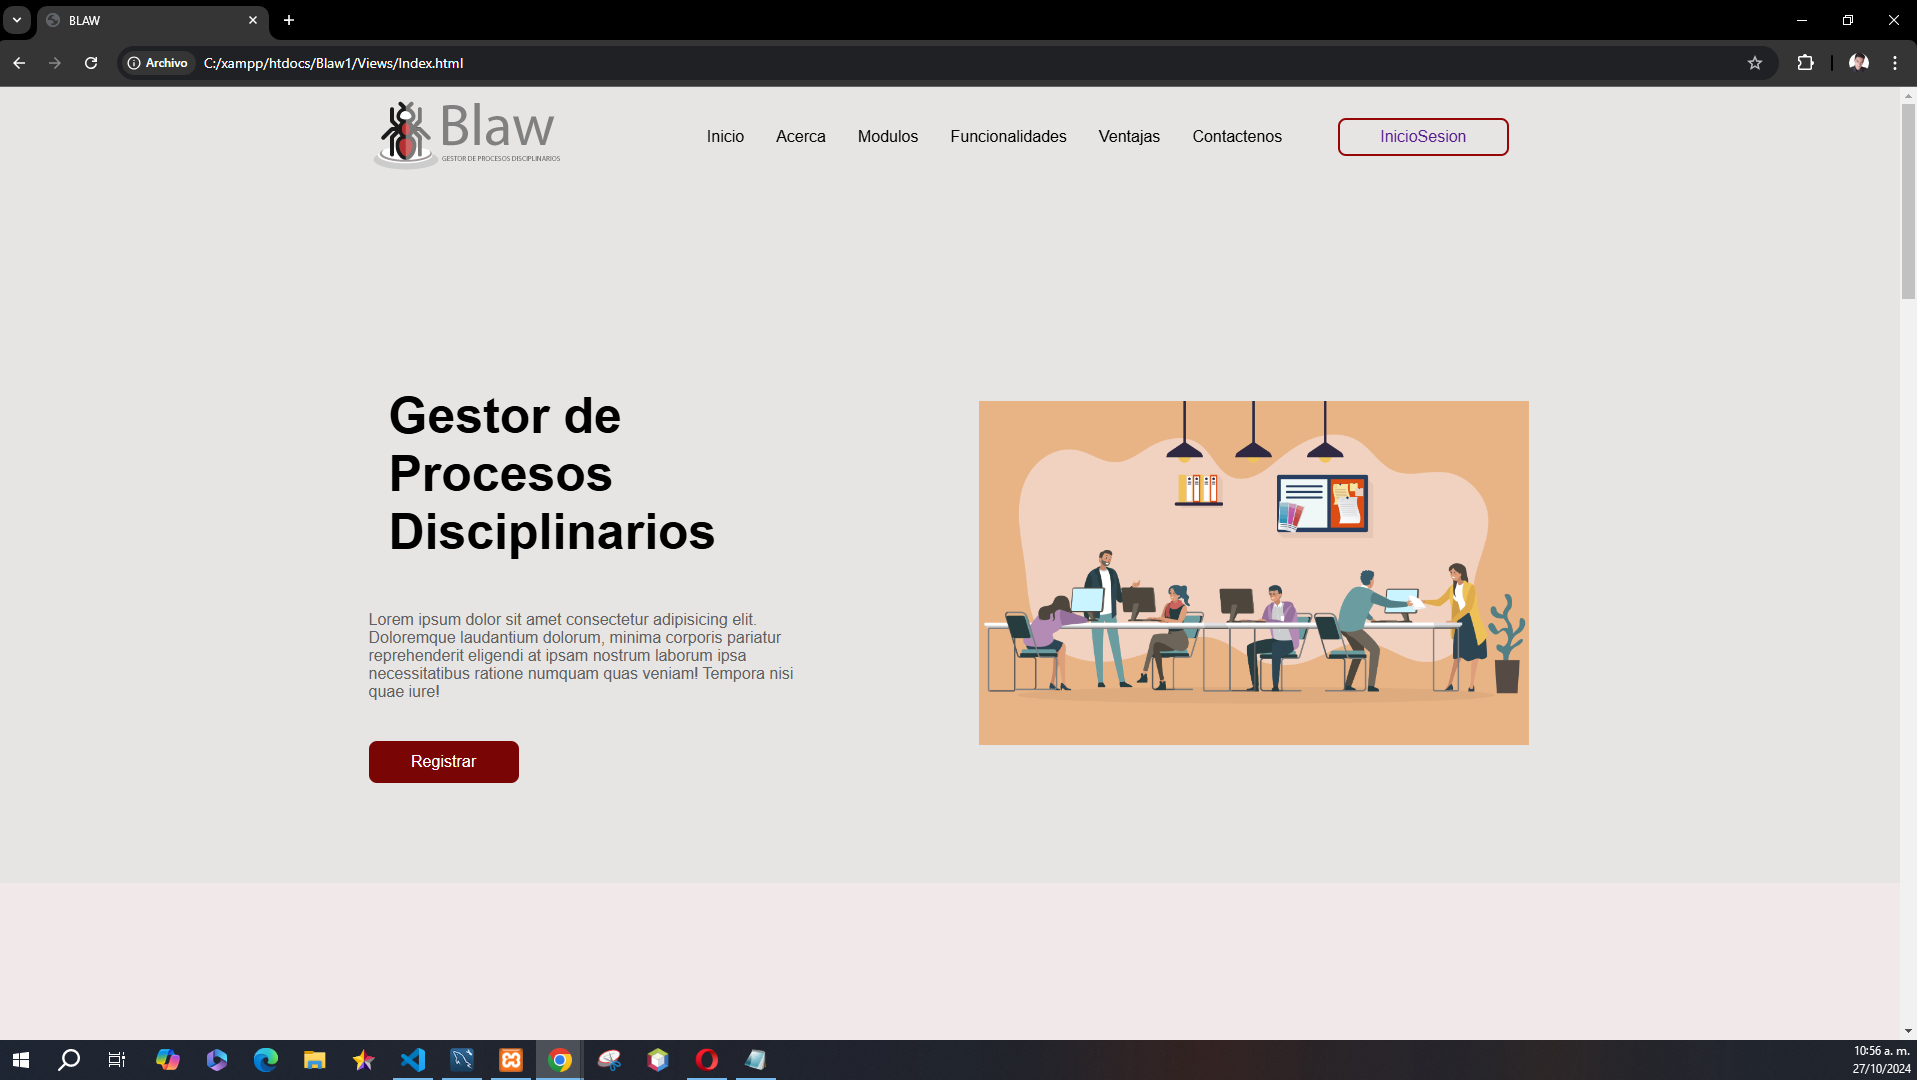 BLAW
Archivo
C:/xampp/htdocs/Blaw1/Views/Index.html
Blaw
GESTOR DE PROCESOS DISCIPLINARIOS
Inicio
Acerca
Modulos
Funcionalidades
Ventajas
Contactenos
InicioSesion
Gestor de
Procesos
Disciplinarios
Lorem ipsum dolor sit amet consectetur adipisicing elit.
Doloremque laudantium dolorum, minima corporis pariatur
reprehenderit eligendi at ipsam nostrum laborum ipsa
necessitatibus ratione numquam quas veniam! Tempora nisi
quae iure!
Registrar
10:56 a. m.
27/10/2024